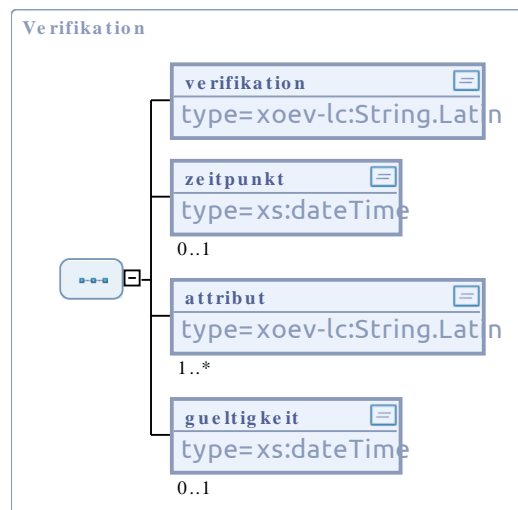 Verifikation
verifikation
type=xoev-lc:String.Latin
zeitpunkt
type=xs:dateTime
0..1
attribut
type=xoev-lc:String.Latin
1..*
gueltigkeit
type=xs:dateTime
0..1